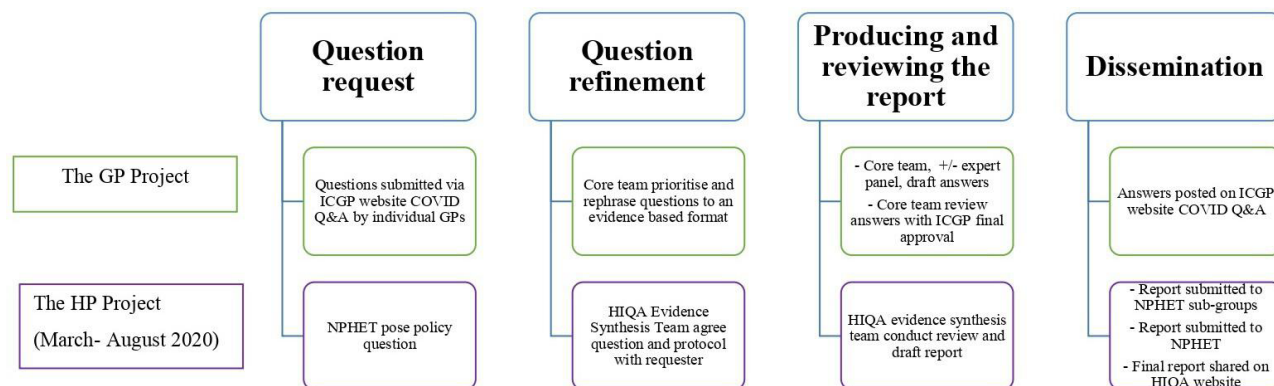 Question
request
Question
refinement
Producing and
reviewing the
report
Dissemination
The GP Project
Questions submitted via
ICGP website COVID
Q&A by individual GPs
Core team prioritise and
rephrase questions to an
evidence based format
- Core team, +/- expert
panel, draft answers
- Core team review
answers with ICGP final
approval
Answers posted on ICGP
website COVID Q&A
The HP Project
(March- August 2020)
NPHET pose policy
question
HIQA Evidence
Synthesis Team agree
question and protocol
with requester
HIQA evidence synthesis
team conduct review and
draft report
- Report submitted to
NPHET sub-groups
- Report submitted to
NPHET
- Final report shared on
HIQA website